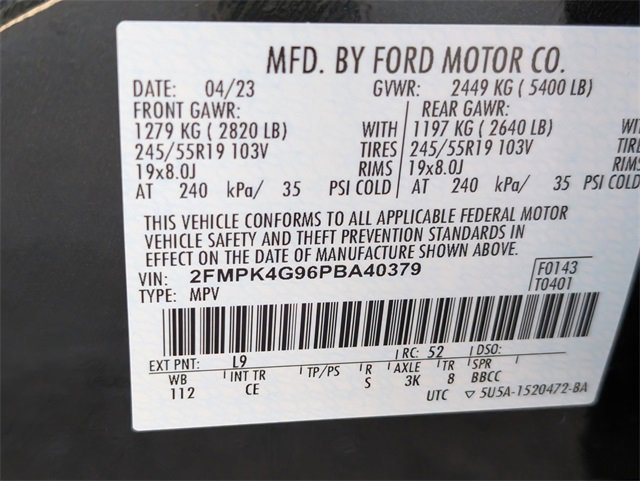 MFD. BY FORD MOTOR CO.
DATE: 04/23 GVWR: 2449 KG ( 5400 LB)
FRONT GAWR: REAR GAWR:
1279 KG ( 2820 LB) WITH 1197 KG ( 2640 LB) WI
245/55R19 103V TIRES 245/55R19 103V TIRE
19x8.0J RIMS 19x8.0J RIMS
AT 240 kPa/ 35 PSI COLD AT 240 kPa/ 35 PSI COLD
THIS VEHICLE CONFORMS TO ALL APPLICABLE FEDERAL MOTOR
VEHICLE SAFETY AND THEFT PREVENTION STANDARDS IN
EFFECT ON THE DATE OF MANUFACTURE SHOWN ABOVE.
VIN: 2FMPK4G96PBA40379 F0143
TYPE: MPV T0401
EXT PNT: L9 RC: 52 DSO:
WB INT TR TP/PS R AXLE TR SPR
112 CE S 3K 8 BBCC
UTC ▽ 5U5A-1520472-BA